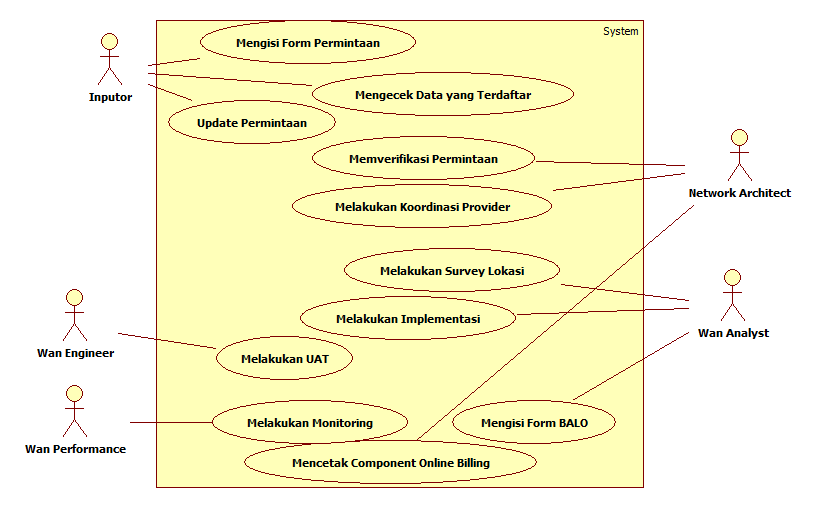 System
Mengisi Form Permintaan
Inputor
Mengecek Data yang Terdaftar
Update Permintaan
Memverifikasi Permintaan
Network Architect
Melakukan Koordinasi Provider
Melakukan Survey Lokasi
Melakukan Implementasi
Wan Analyst
Wan Engineer
Melakukan UAT
Melakukan Monitoring
Mengisi Form BALO
Wan Performance
Mencetak Component Online Billing